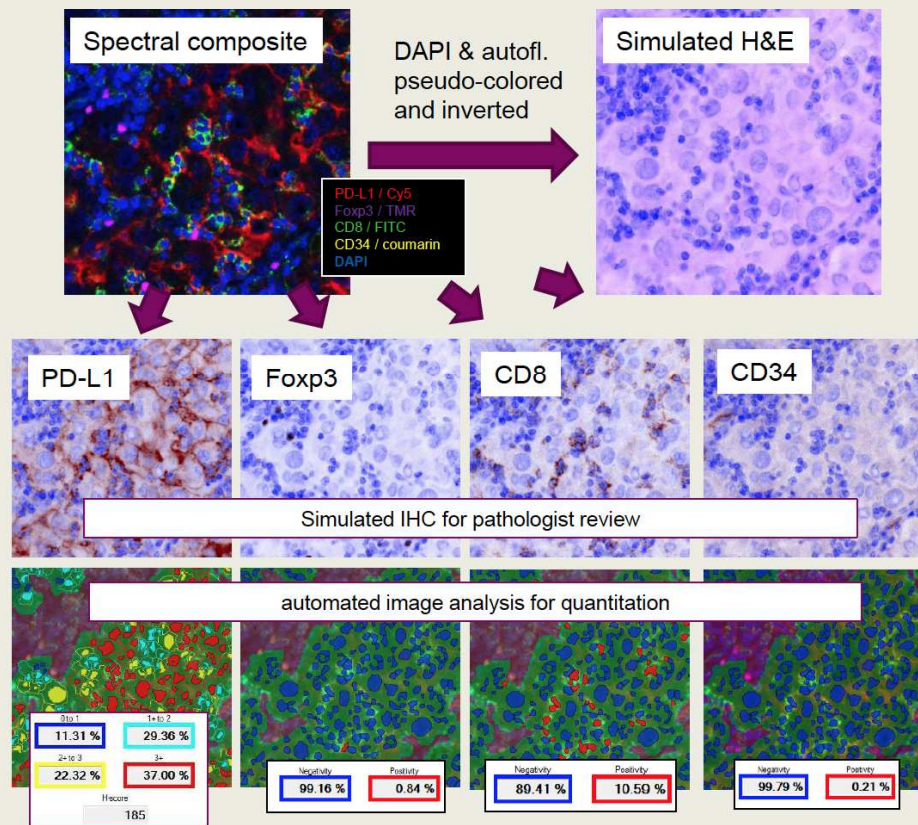 Spectral composite
DAPI & autofl.
pseudo-colored
and inverted
Simulated H&E
PD-L1 / Cy5
Foxp3 / TMR
CD8 / FITC
CD34 / coumarin
DAPI
PD-L1
Foxp3
CD8
CD34
Simulated IHC for pathologist review
automated image analysis for quantitation
0 to 1 1+ to 2
11.31 % 29.36 %
2+ to 3 3+
22.32 % 37.00 %
H-score
185
Negativity Positivity
99.16 % 0.84 %
Negativity Positivity
89.41 % 10.59 %
Negativity Positivity
99.79 % 0.21 %